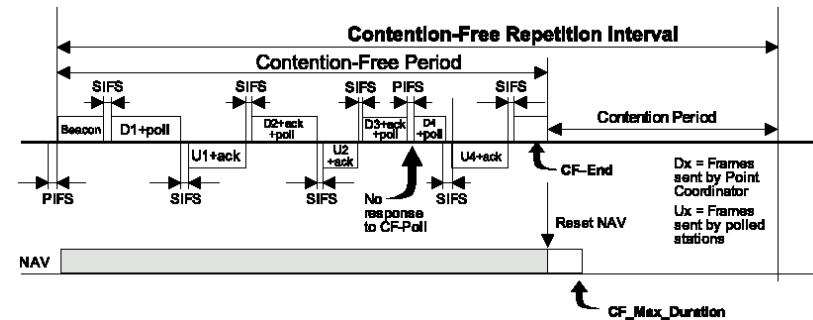 Contention-Free Repetition Interval
Contention-Free Period
SIFS
SIFS
SIFS
PIFS
SIFS
Contention Period
Beacon
D1+poll
D2+ack
+poll
D3+ack
+poll
D4
+poll
U1+ack
U2
+ack
U4+ack
CF-End
PIFS
SIFS
SIFS
No
response
to CF-Poll
SIFS
Dx = Frames
sent by Point
Coordinator
Ux = Frames
sent by polled
stations
Reset NAV
NAV
CF_Max_Duration